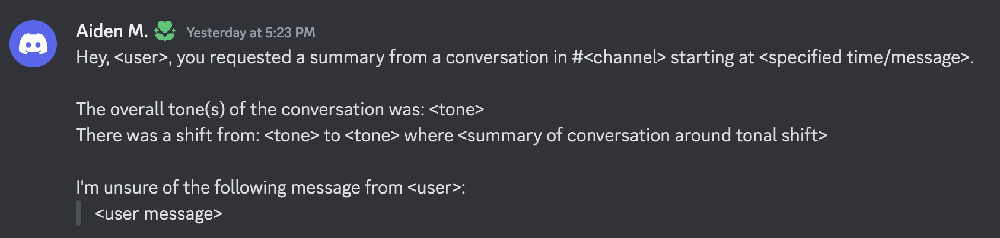 Aiden M. Yesterday at 5:23 PM
Hey, <user>, you requested a summary from a conversation in #<channel> starting at <specified time/message>.
The overall tone(s) of the conversation was: <tone>
There was a shift from: <tone> to <tone> where <summary of conversation around tonal shift>
I'm unsure of the following message from <user>:
<user message>